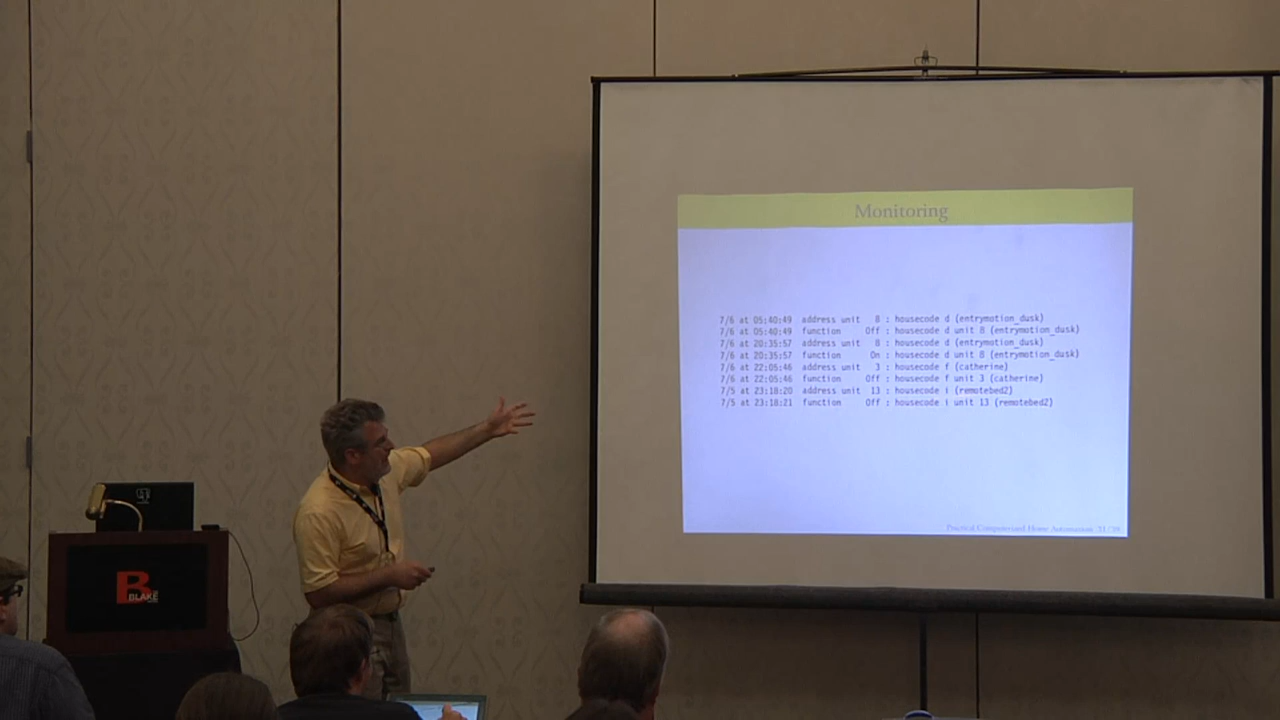 Monitoring
7/6 at 05:40:49 address unit 8 : housecode d (entrymotion_dusk)
7/6 at 05:40:49 function Off : housecode d unit 8 (entrymotion_dusk)
7/6 at 20:35:57 address unit 8 : housecode d (entrymotion_dusk)
7/6 at 20:35:57 function On : housecode d unit 8 (entrymotion_dusk)
7/6 at 22:05:46 address unit 3 : housecode f (catherine)
7/6 at 22:05:46 function Off : housecode f unit 3 (catherine)
7/5 at 23:18:20 address unit 13 : housecode i (remotebed2)
7/5 at 23:18:21 function Off : housecode i unit 13 (remotebed2)
Practical Computerized Home Automation
B
BLAKE